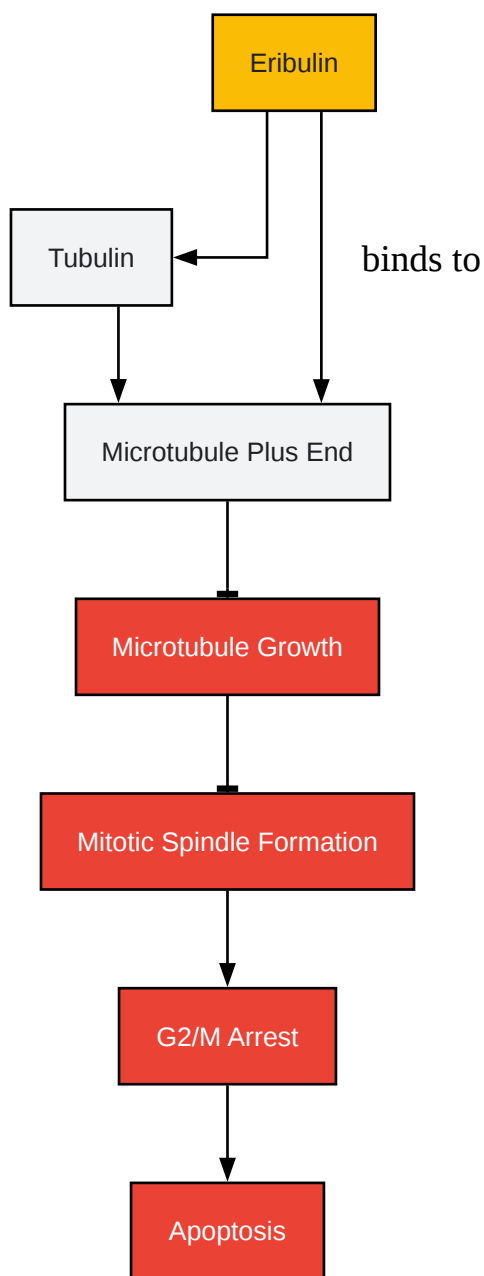 Eribulin
Tubulin
binds to
Microtubule Plus End
Microtubule Growth
Mitotic Spindle Formation
G2/M Arrest
Apoptosis